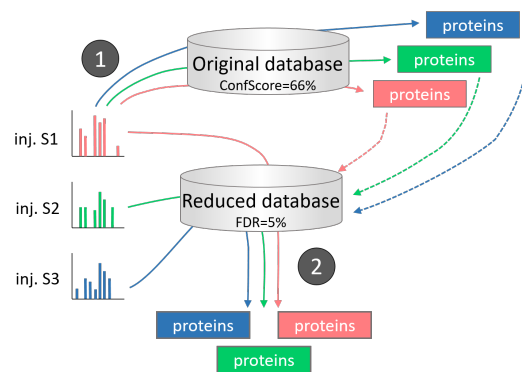 1
proteins
Original database
ConfScore=66%
proteins
proteins
inj. S1
inj. S2
Reduced database
FDR=5%
inj. S3
2
proteins
proteins
proteins